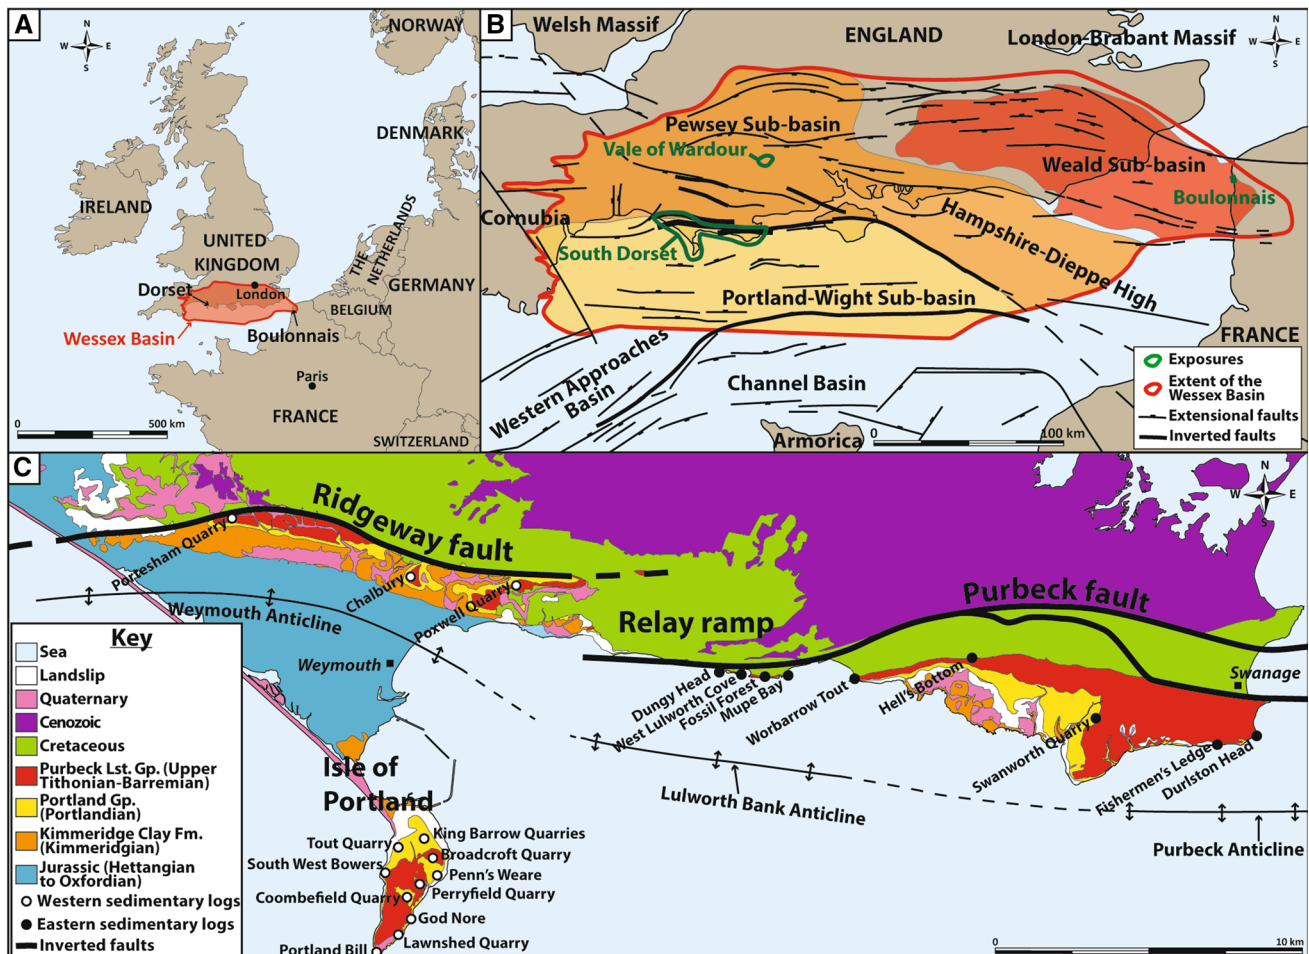 A
N
W E
S
NORWAY
DENMARK
IRELAND
UNITED
KINGDOM
THE
NETHERLANDS
GERMANY
Dorset
London
BELGIUM
Wessex Basin
Boulonnais
Paris
FRANCE
SWITZERLAND
0 500 km
B
Welsh Massif
ENGLAND
London-Brabant Massif
N
W E
S
Pewsey Sub-basin
Vale of Wardour
Weald Sub-basin
Boulonnais
Cornubia
South Dorset
Hampshire-Dieppe High
Portland-Wight Sub-basin
FRANCE
Western Approaches
Basin
Channel Basin
Armorica
0 100 km
Exposures
Extent of the
Wessex Basin
Extensional faults
Inverted faults
C
N
W E
S
Ridgeway fault
Portesham Quarry
Chalbury
Poxwell Quarry
Weymouth Anticline
Weymouth
Relay ramp
Purbeck fault
Swanage
Dungy Head
West Lulworth Cove
Fossil Forest
Mupe Bay
Worbarrow Tout
Hell's Bottom
Swanworth Quarry
Fishermen's Ledge
Durlston Head
Lulworth Bank Anticline
Purbeck Anticline
Isle of
Portland
King Barrow Quarries
Tout Quarry
Broadcroft Quarry
South West Bowers
Penn's Weare
Perryfield Quarry
Coombefield Quarry
God Nore
Lawnshed Quarry
Portland Bill
Key
Sea
Landslip
Quaternary
Cenozoic
Cretaceous
Purbeck Lst. Gp. (Upper
Tithonian-Barremian)
Portland Gp.
(Portlandian)
Kimmeridge Clay Fm.
(Kimmeridgian)
Jurassic (Hettangian
to Oxfordian)
Western sedimentary logs
Eastern sedimentary logs
Inverted faults
0 10 km